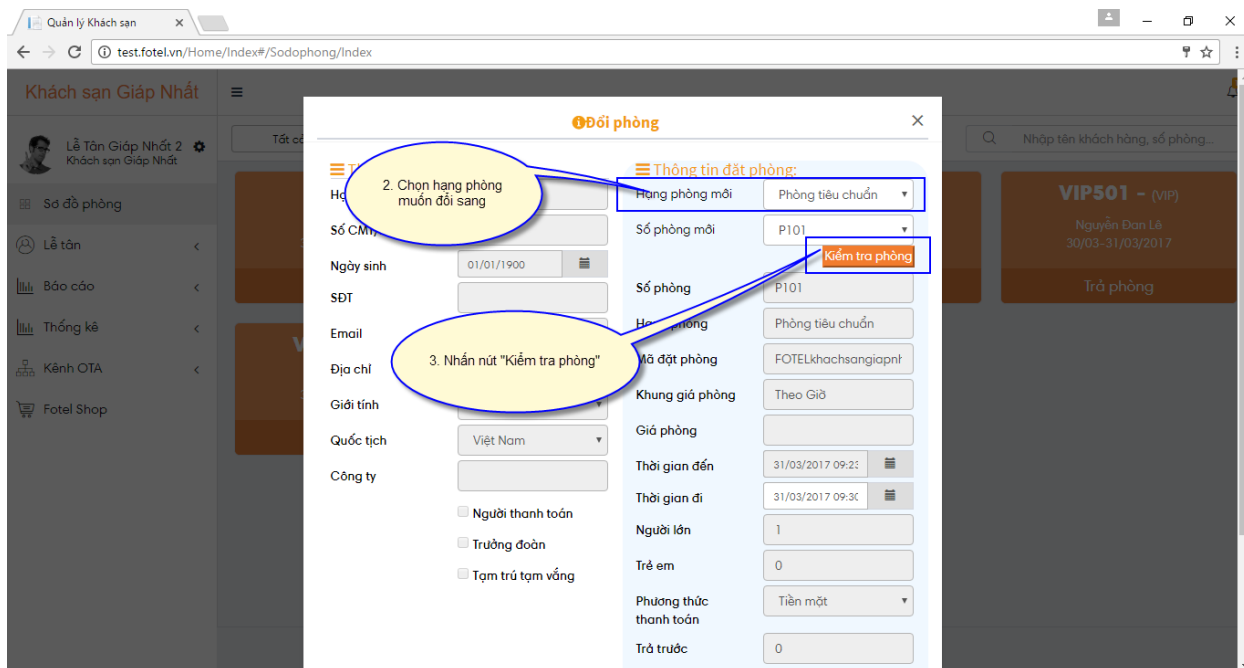 Quản lý Khách sạn
test.fotel.vn/Home/Index#/Sodophong/Index
Khách sạn Giáp Nhất
Lễ Tân Giáp Nhất 2
Khách sạn Giáp Nhất
Sơ đồ phòng
Lễ tân
Báo cáo
Thống kê
Kênh OTA
Fotel Shop
Nhập tên khách hàng, số phòng...
VIP501 - (VIP)
Nguyễn Đan Lê
30/03-31/03/2017
Trả phòng
Đổi phòng
2. Chọn hạng phòng
muốn đổi sang
3. Nhấn nút "Kiểm tra phòng"
Ngày sinh 01/01/1900
SĐT
Email
Địa chỉ
Giới tính
Quốc tịch Việt Nam
Công ty
Người thanh toán
Trưởng đoàn
Tạm trú tạm vắng
Thông tin đặt phòng:
Hạng phòng mới Phòng tiêu chuẩn
Số phòng mới P101
Kiểm tra phòng
Số phòng P101
phòng Phòng tiêu chuẩn
Mã đặt phòng FOTELkhachsangiapnh
Khung giá phòng Theo Giờ
Giá phòng
Thời gian đến 31/03/2017 09:23
Thời gian đi 31/03/2017 09:30
Người lớn 1
Trẻ em 0
Phương thức
thanh toán
Tiền mặt
Trả trước 0